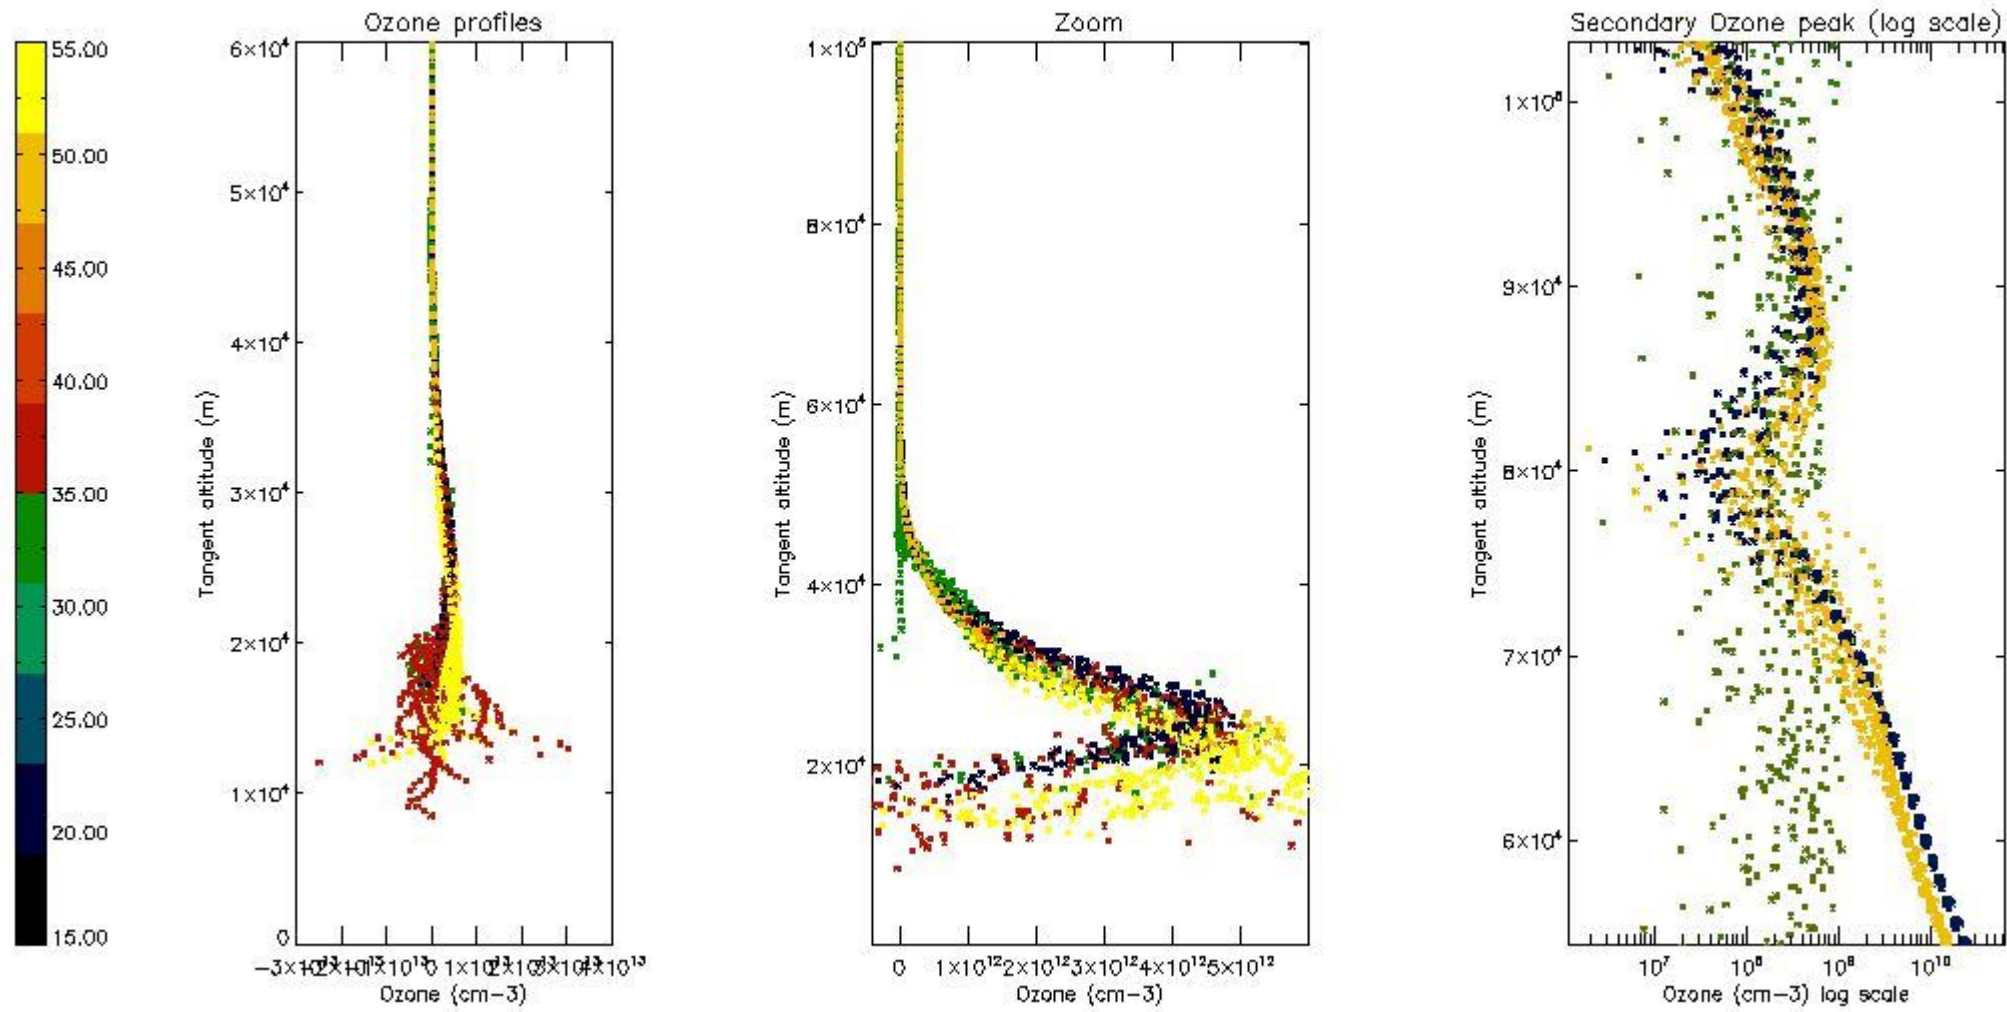 Ozone profiles
Zoom
Secondary Ozone peak (log scale)
55.00
50.00
45.00
40.00
35.00
30.00
25.00
20.00
15.00
6×10⁴
5×10⁴
4×10⁴
3×10⁴
2×10⁴
1×10⁴
0
Tangent altitude (m)
0 1×10¹³
4×10¹³
Ozone (cm−3)
1×10⁵
8×10⁴
6×10⁴
4×10⁴
2×10⁴
Tangent altitude (m)
0 1×10¹² 2×10¹² 3×10¹² 4×10¹² 5×10¹²
Ozone (cm−3)
9×10⁴
8×10⁴
7×10⁴
6×10⁴
Tangent altitude (m)
10⁷ 10⁸ 10⁹ 10¹⁰
Ozone (cm−3) log scale